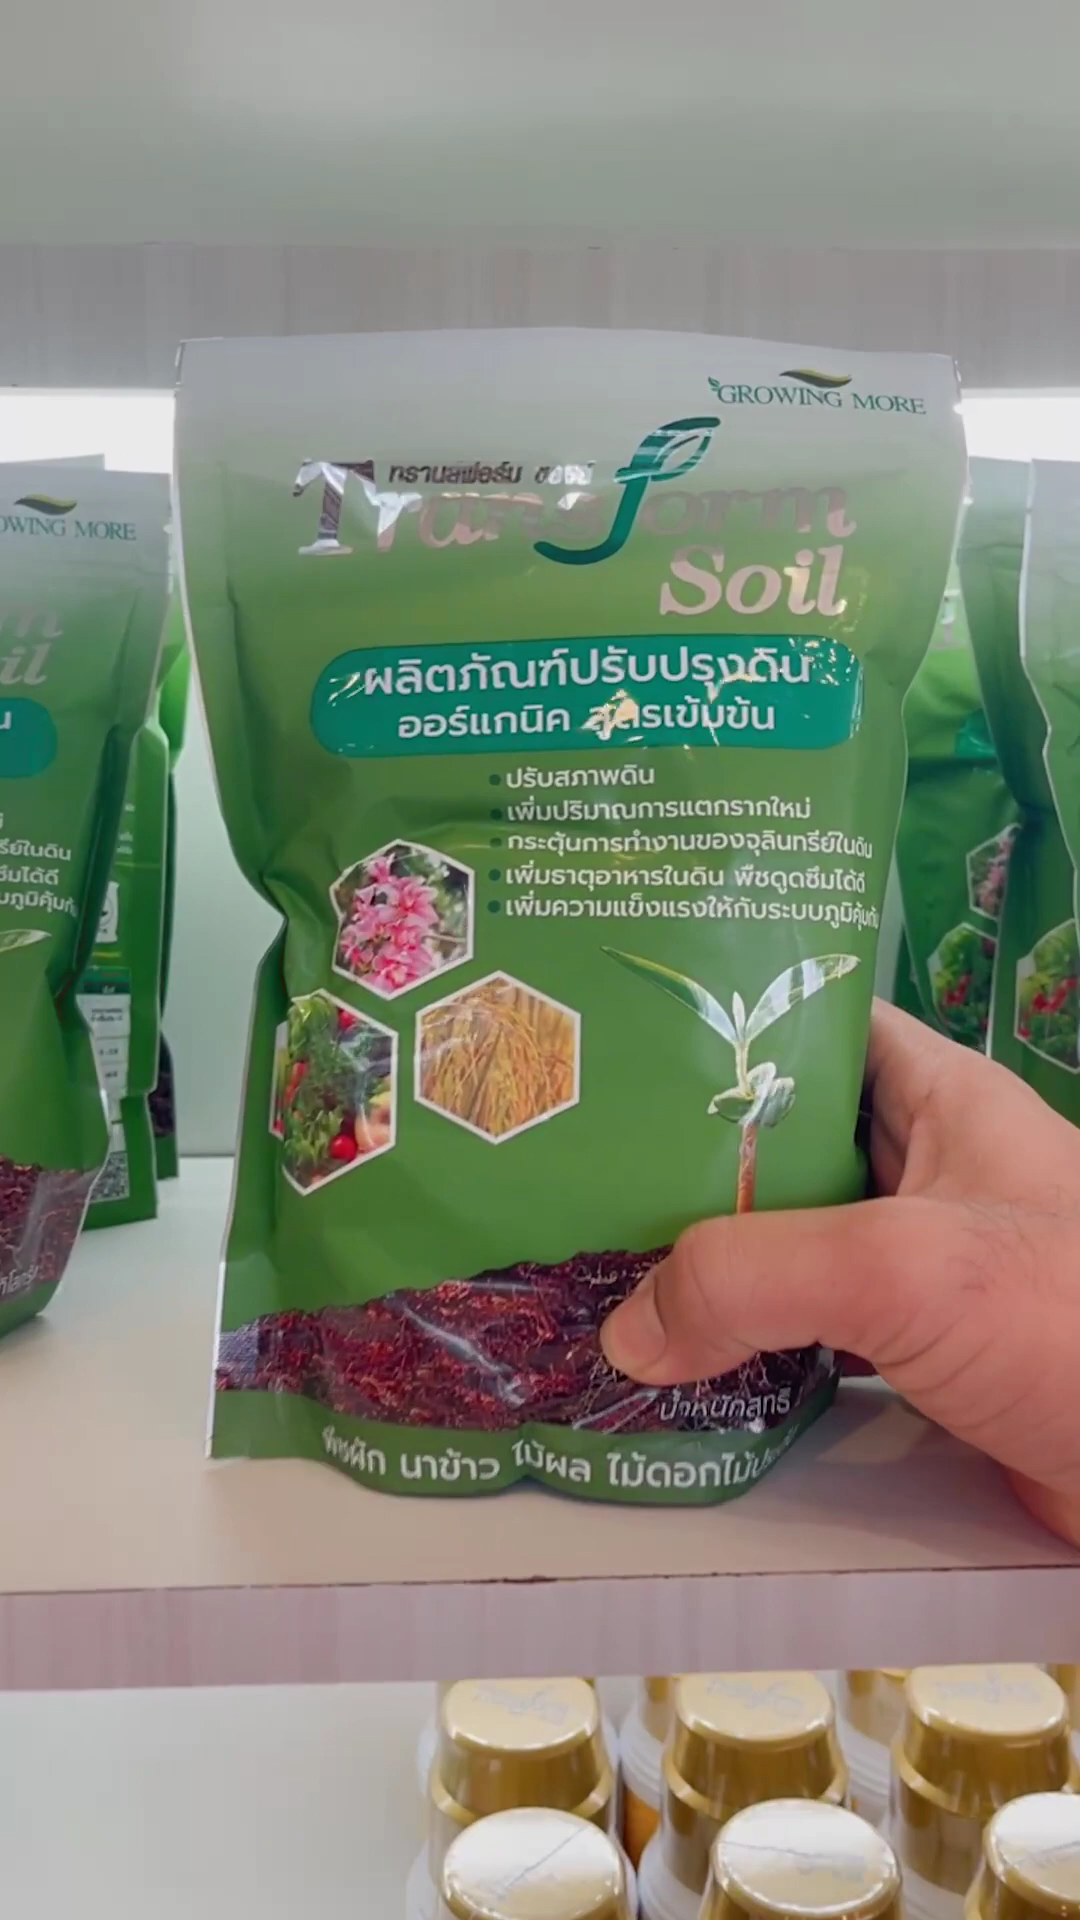 GROWING MORE
ทรานส์ฟอร์ม ซอยล์
Transform
Soil
ผลิตภัณฑ์ปรับปรุงดิน
ออร์แกนิค สูตรเข้มข้น
ปรับสภาพดิน
เพิ่มปริมาณการแตกรากใหม่
กระตุ้นการทำงานของจุลินทรีย์ในดิน
เพิ่มธาตุอาหารในดิน พืชดูดซึมได้ดี
เพิ่มความแข็งแรงให้กับระบบภูมิคุ้มกัน
น้ำหนักสุทธิ
พืชผัก นาข้าว ไม้ผล
GROWING MORE